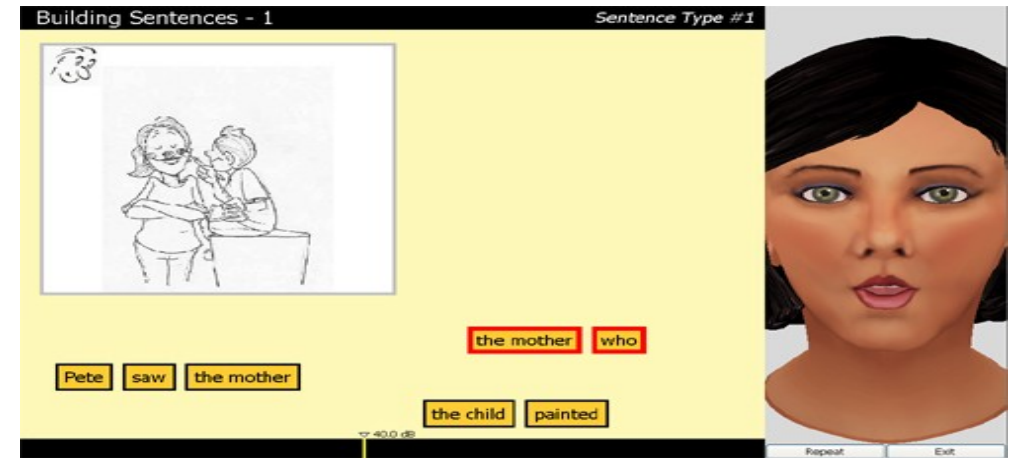 Building Sentences - 1
Sentence Type #1
the mother who
Pete saw the mother
the child painted
40.0 dB
Repeat Exit